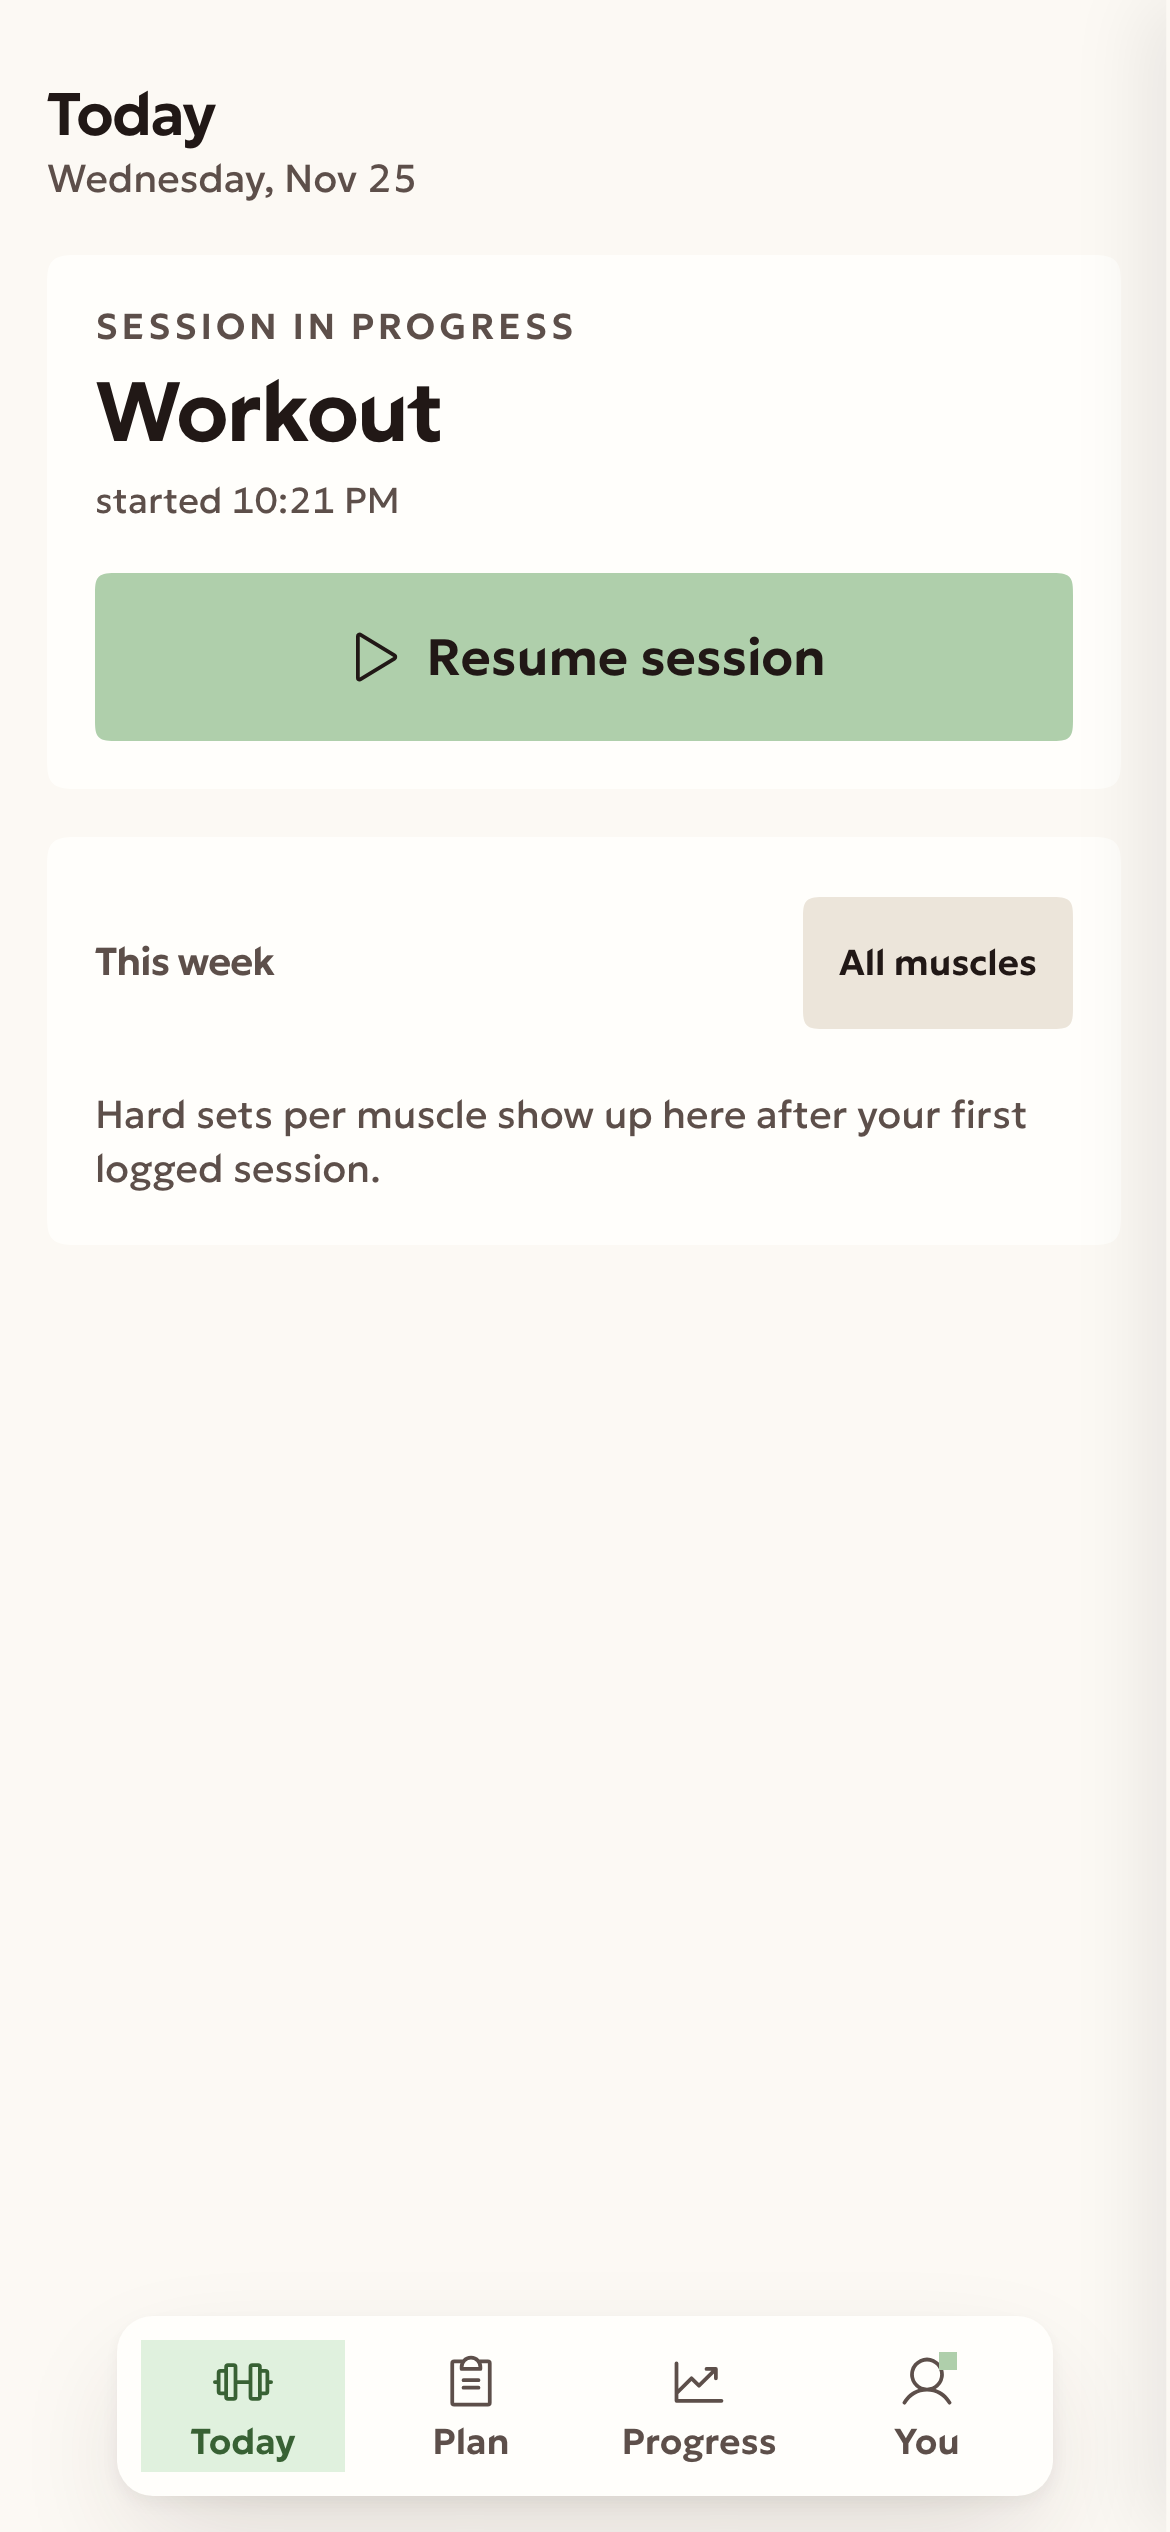 Today
Wednesday, Nov 25
SESSION IN PROGRESS
Workout
started 10:21 PM
Resume session
This week
All muscles
Hard sets per muscle show up here after your first
logged session.
Today
Plan
Progress
You